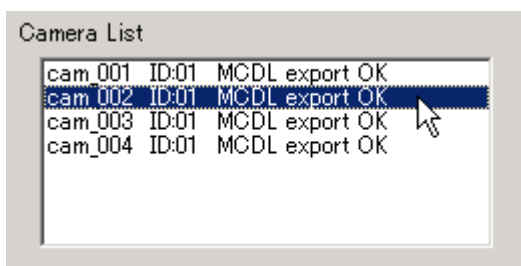 Camera List
cam_001 ID:01 MCDL export OK
cam_002 ID:01 MCDL export OK
cam_003 ID:01 MCDL export OK
cam_004 ID:01 MCDL export OK